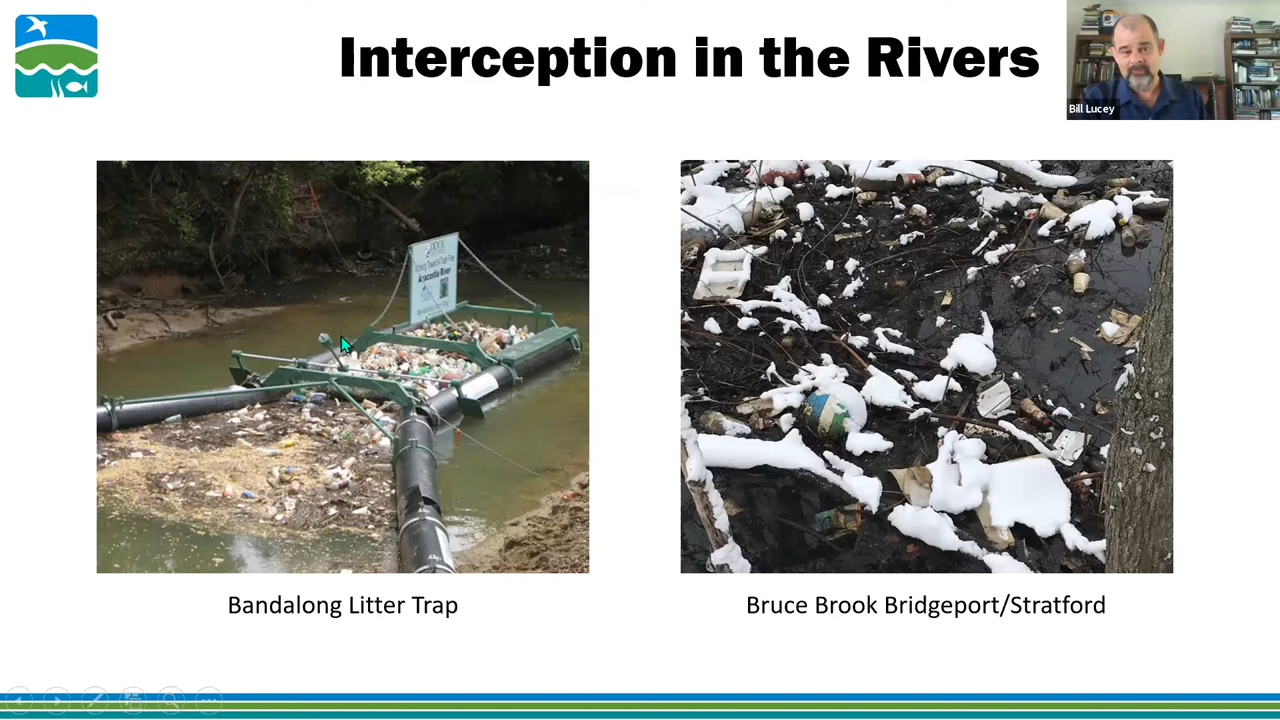 Interception in the Rivers
Bill Lucey
Anacostia River
Bandalong Litter Trap
Bruce Brook Bridgeport/Stratford